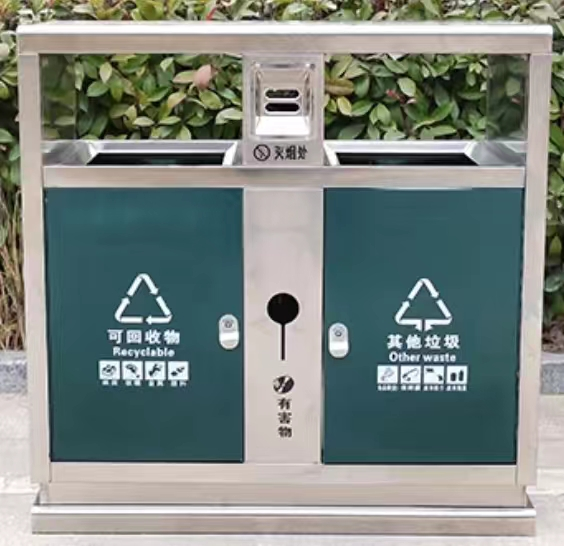 灭烟处
可回收物
Recyclable
有害物
其他垃圾
Other waste